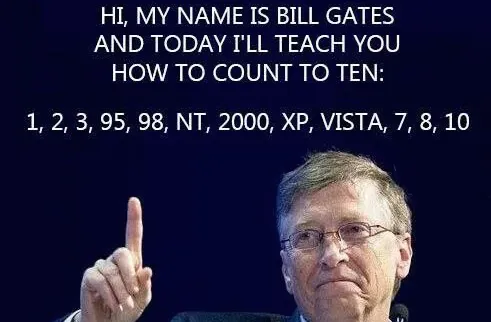 HI, MY NAME IS BILL GATES
AND TODAY I'LL TEACH YOU
HOW TO COUNT TO TEN:
1, 2, 3, 95, 98, NT, 2000, XP, VISTA, 7, 8, 10